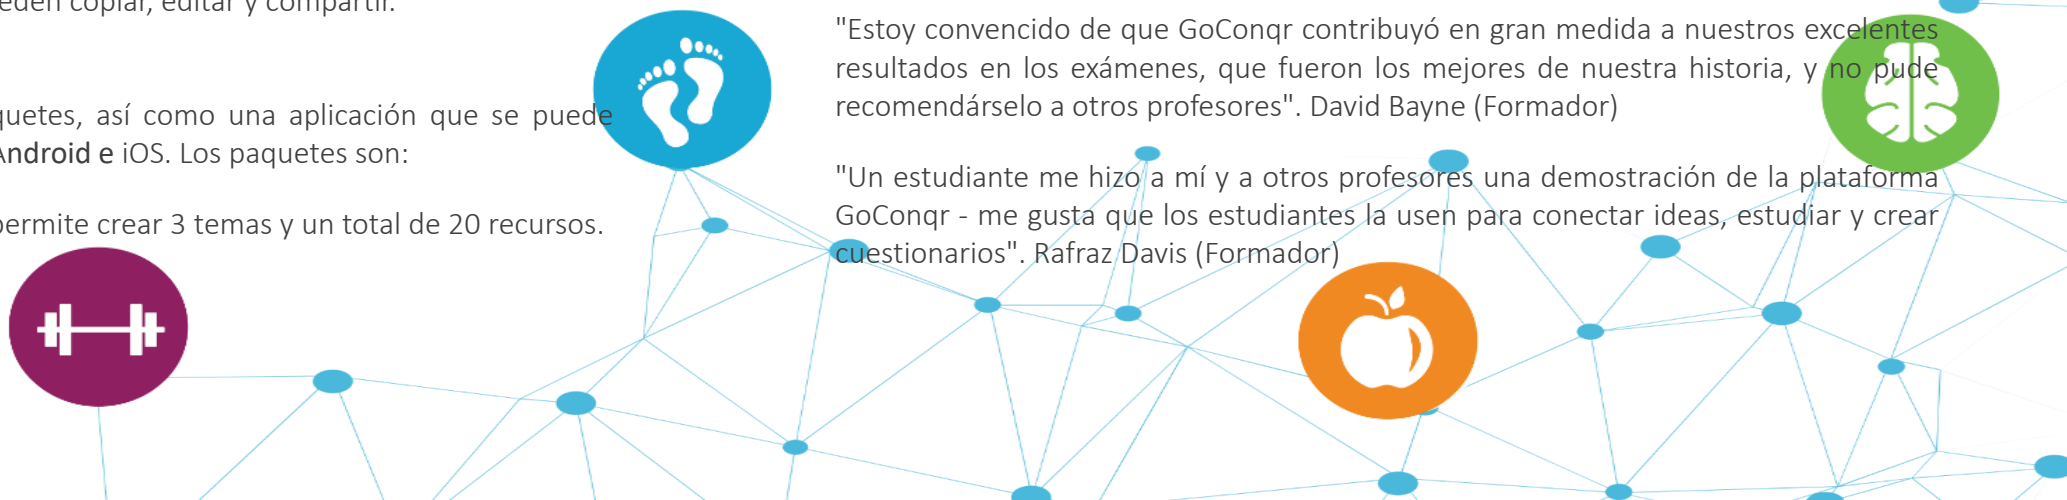 copiar, editar y compartir.
así como una aplicación que se puede
Android e iOS. Los paquetes son:
permite crear 3 temas y un total de 20 recursos.
"Estoy convencido de que GoConqr contribuyó en gran medida a nuestros excelentes
resultados en los exámenes, que fueron los mejores de nuestra historia, y no pude
recomendárselo a otros profesores". David Bayne (Formador)
"Un estudiante me hizo a mí y a otros profesores una demostración de la plataforma
GoConqr - me gusta que los estudiantes la usen para conectar ideas, estudiar y crear
cuestionarios". Rafraz Davis (Formador)